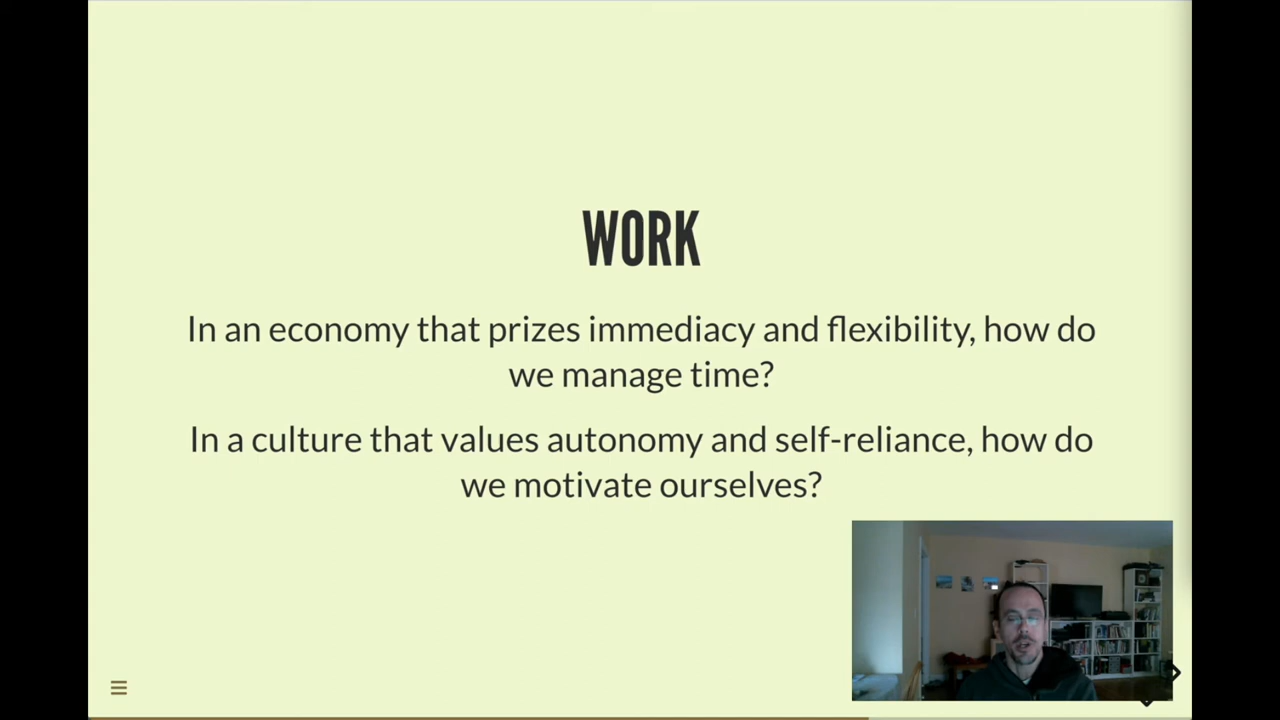 WORK
In an economy that prizes immediacy and flexibility, how do
we manage time?
In a culture that values autonomy and self-reliance, how do
we motivate ourselves?